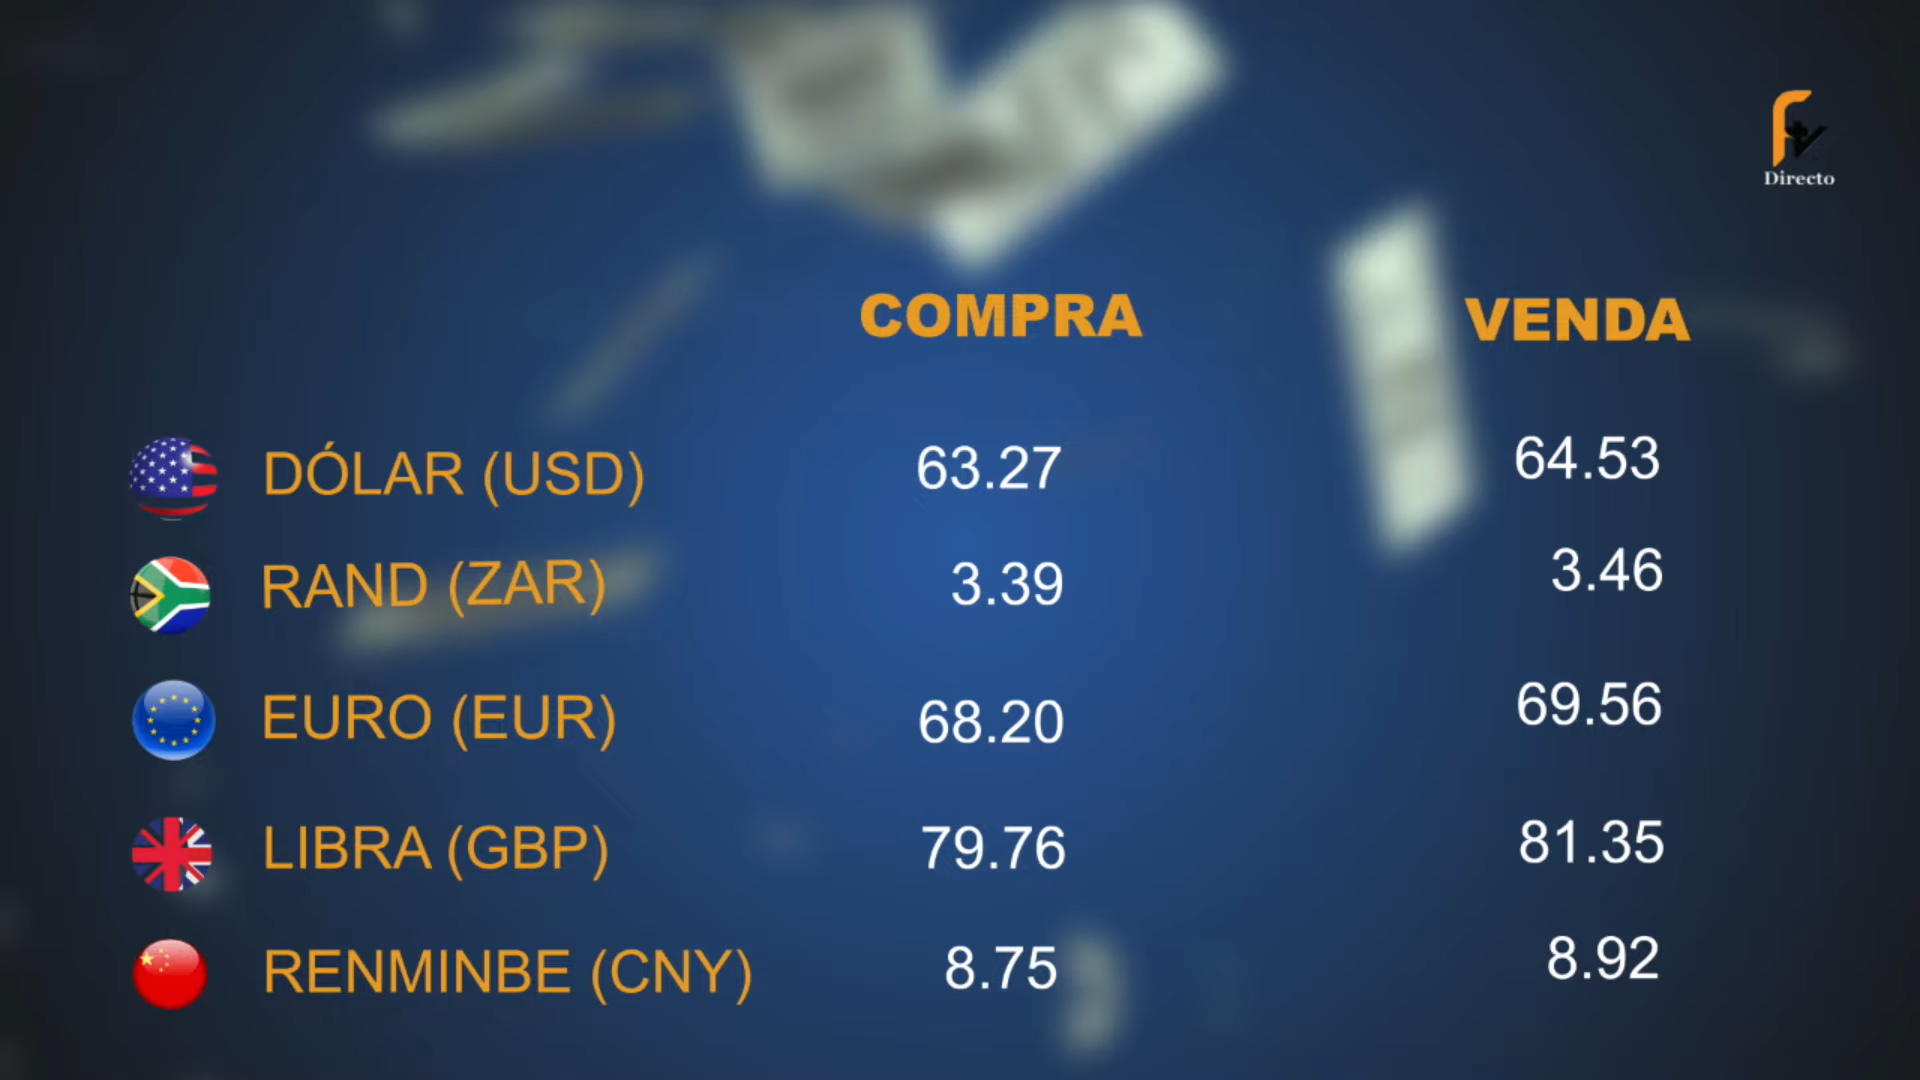 Directo
COMPRA VENDA
DÓLAR (USD) 63.27 64.53
RAND (ZAR) 3.39 3.46
EURO (EUR) 68.20 69.56
LIBRA (GBP) 79.76 81.35
RENMINBE (CNY) 8.75 8.92